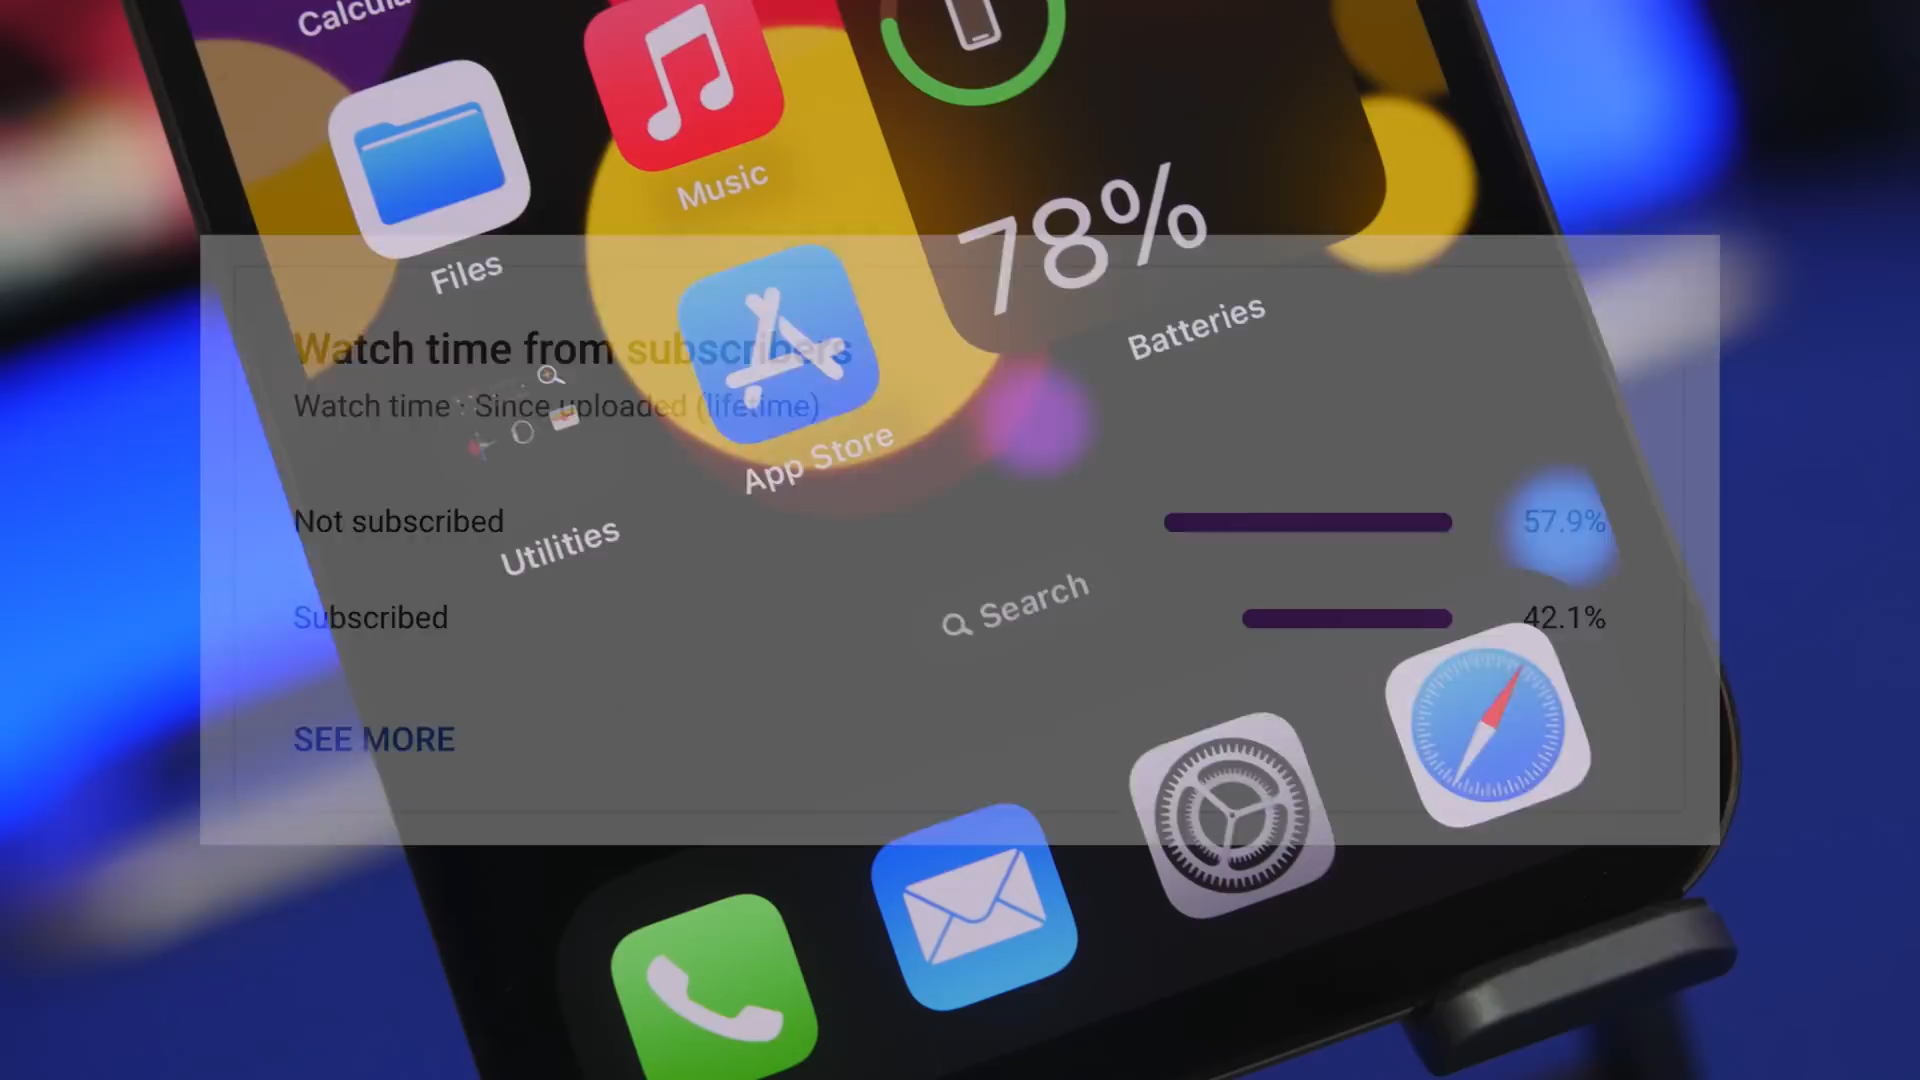 Calcula
Music
Files
78%
Batteries
Watch time from subscribers
Watch time : Since uploaded (lifetime)
App Store
Not subscribed
57.9%
Utilities
Search
Subscribed
42.1%
SEE MORE